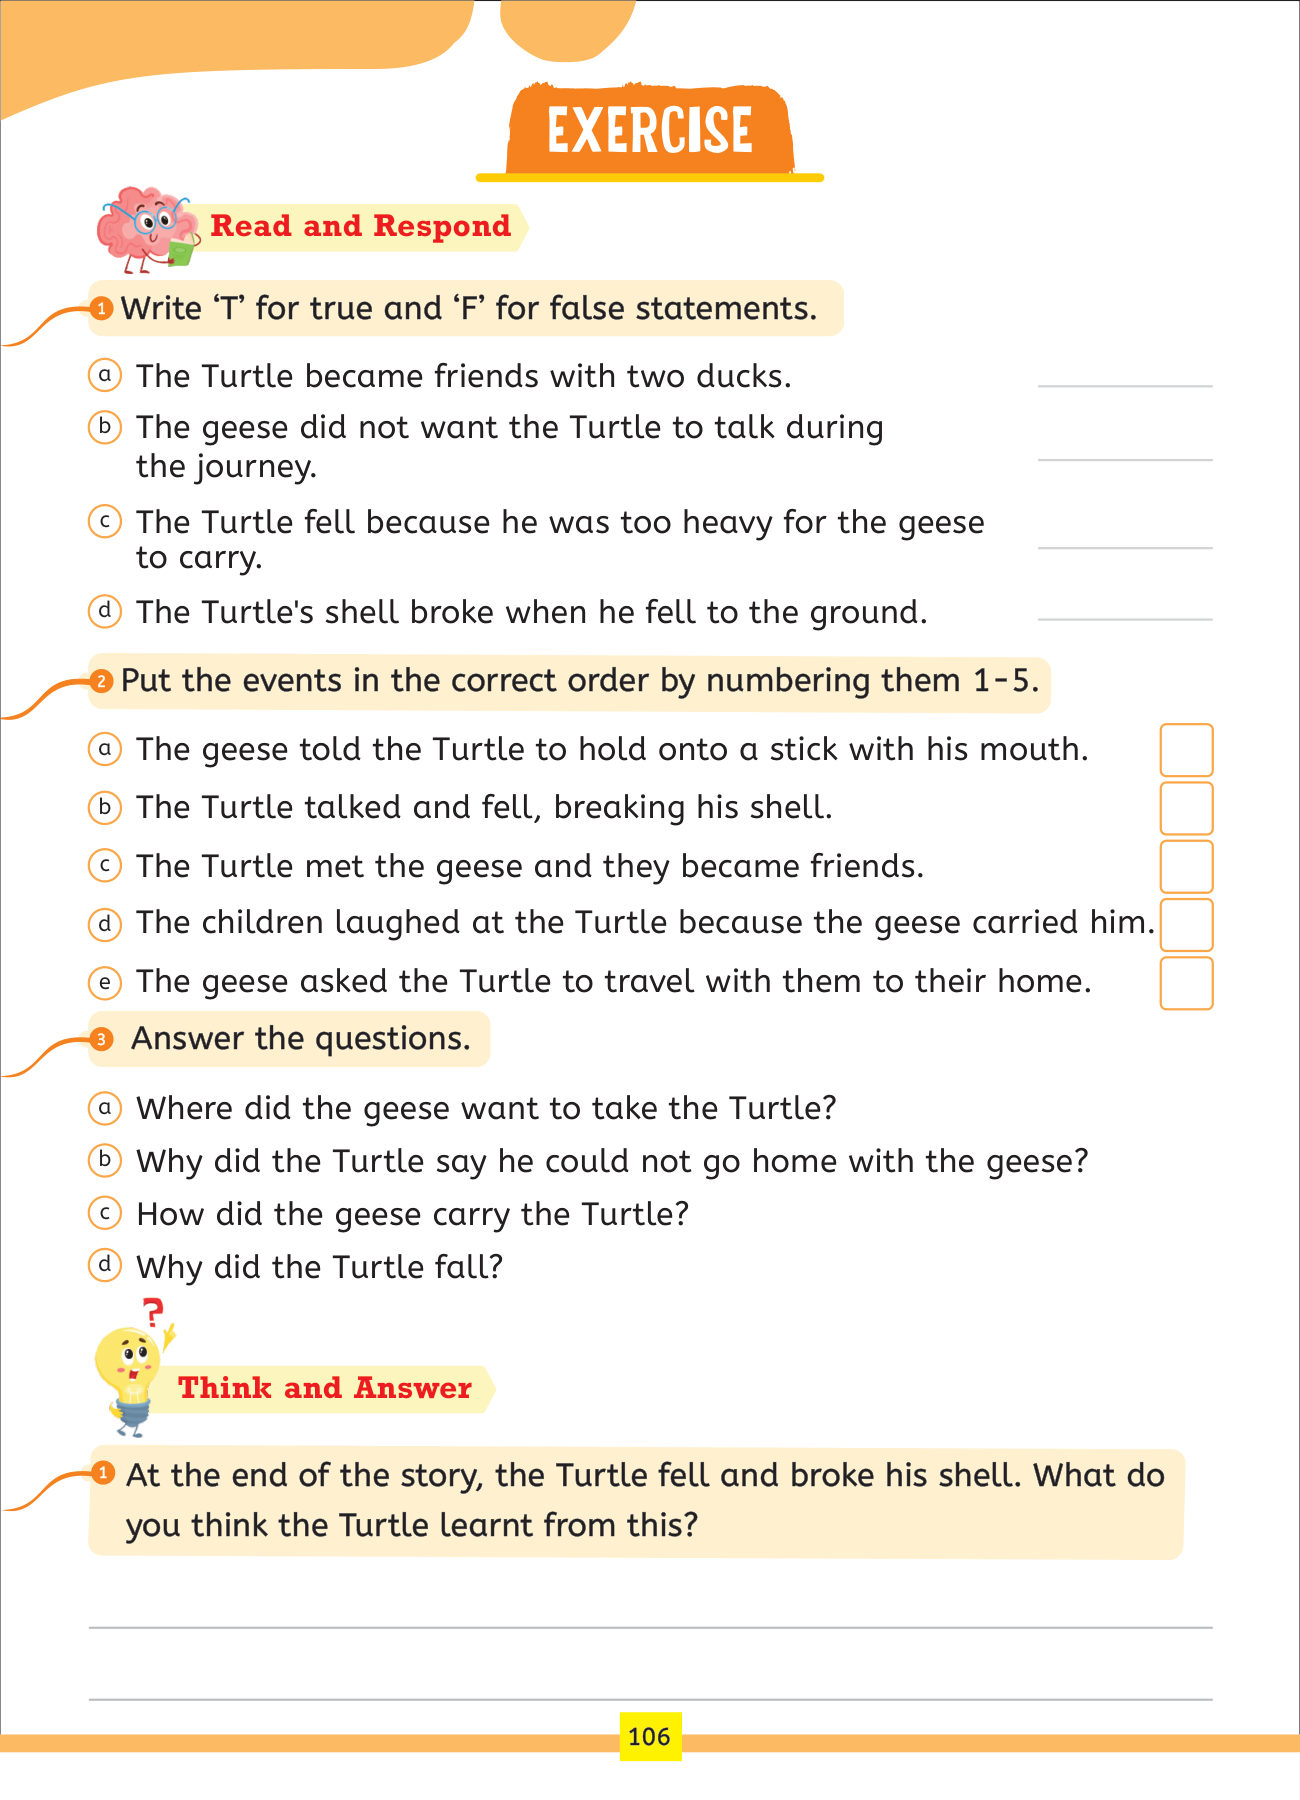 EXERCISE
Read and Respond
1 Write ‘T’ for true and ‘F’ for false statements.
a The Turtle became friends with two ducks.
b The geese did not want the Turtle to talk during
the journey.
c The Turtle fell because he was too heavy for the geese
to carry.
d The Turtle's shell broke when he fell to the ground.
2 Put the events in the correct order by numbering them 1-5.
a The geese told the Turtle to hold onto a stick with his mouth.
b The Turtle talked and fell, breaking his shell.
c The Turtle met the geese and they became friends.
d The children laughed at the Turtle because the geese carried him.
e The geese asked the Turtle to travel with them to their home.
3 Answer the questions.
a Where did the geese want to take the Turtle?
b Why did the Turtle say he could not go home with the geese?
c How did the geese carry the Turtle?
d Why did the Turtle fall?
?
Think and Answer
1 At the end of the story, the Turtle fell and broke his shell. What do
you think the Turtle learnt from this?
106